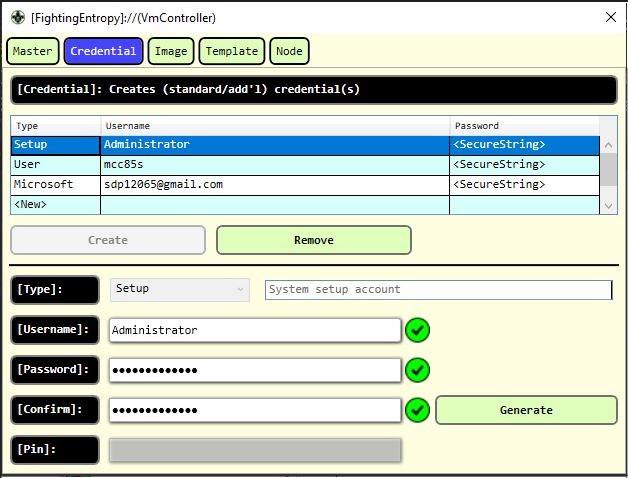 [FightingEntropy]://(VmController)
Master Credential Image Template Node
[Credential]: Creates (standard/add'l) credential(s)
Type Username Password
Setup Administrator <SecureString>
User mcc85s <SecureString>
Microsoft sdp12065@gmail.com <SecureString>
<New>
Create Remove
[Type]: Setup System setup account
[Username]: Administrator
[Password]: ●●●●●●●●●●●●●
[Confirm]: ●●●●●●●●●●●●● Generate
[Pin]: